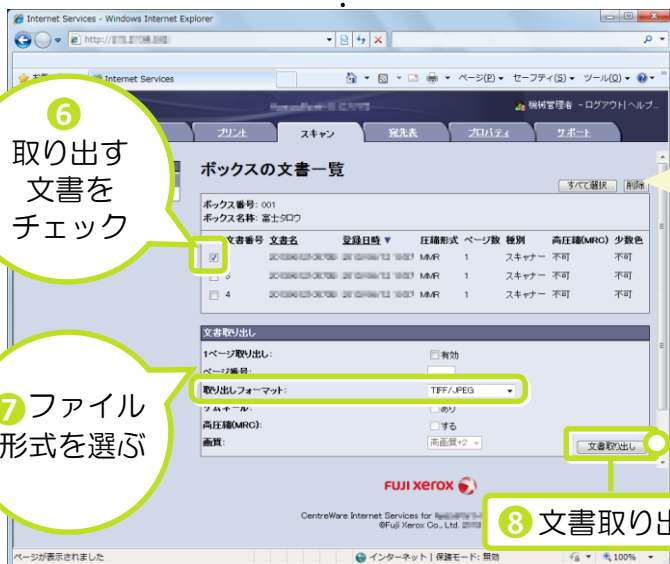 Internet Services - Windows Internet Explorer
http://
Internet Services
ページ(P) セーフティ(S) ツール(O)
機械管理者 - ログアウト | ヘルプ
プリント スキャン 宛先表 プロパティ サポート
❻
取り出す
文書を
チェック
ボックスの文書一覧
すべて選択 削除
ボックス番号: 001
ボックス名称: 富士タロウ
文書番号 文書名 登録日時 ▼ 圧縮形式 ページ数 種別 高圧縮(MRC) 少数色
MMR 1 スキャナー 不可 不可
MMR 1 スキャナー 不可 不可
4 MMR 1 スキャナー 不可 不可
文書取り出し
1ページ取り出し: 有効
ページ番号:
取り出しフォーマット: TIFF/JPEG
サムネール: あり
高圧縮(MRC): する
画質: 高画質+2
文書取り出し
❼ファイル
形式を選ぶ
FUJI XEROX
CentreWare Internet Services for
©Fuji Xerox Co., Ltd.
❽ 文書取り出
ページが表示されました インターネット | 保護モード: 無効 100%